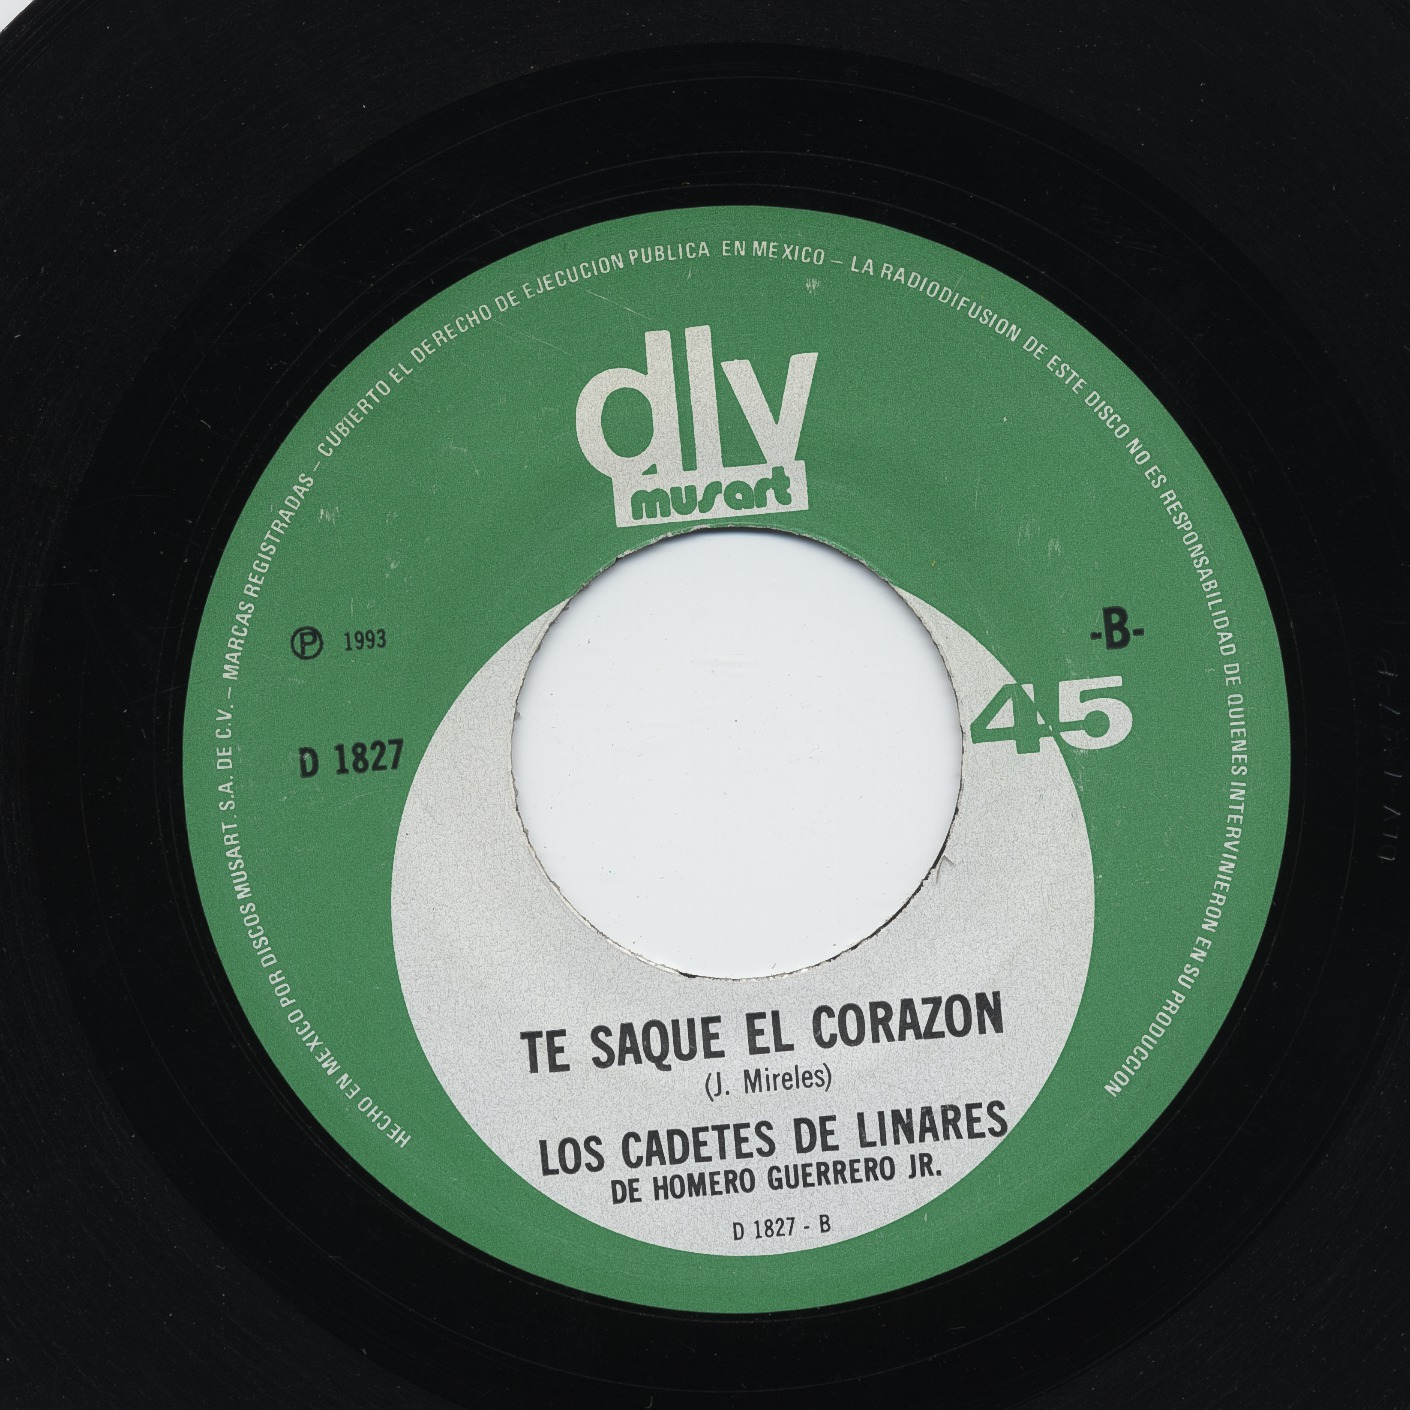 HECHO EN MEXICO POR DISCOS MUSART. S.A. DE C.V. – MARCAS REGISTRADAS – CUBIERTO EL DERECHO DE EJECUCION PUBLICA EN MEXICO – LA RADIODIFUSION DE ESTE DISCO NO ES RESPONSABILIDAD DE QUIENES INTERVINIERON EN SU PRODUCCION
dlv
musart
Ⓟ 1993
-B-
45
D 1827
TE SAQUE EL CORAZON
(J. Mireles)
LOS CADETES DE LINARES
DE HOMERO GUERRERO JR.
D 1827 - B